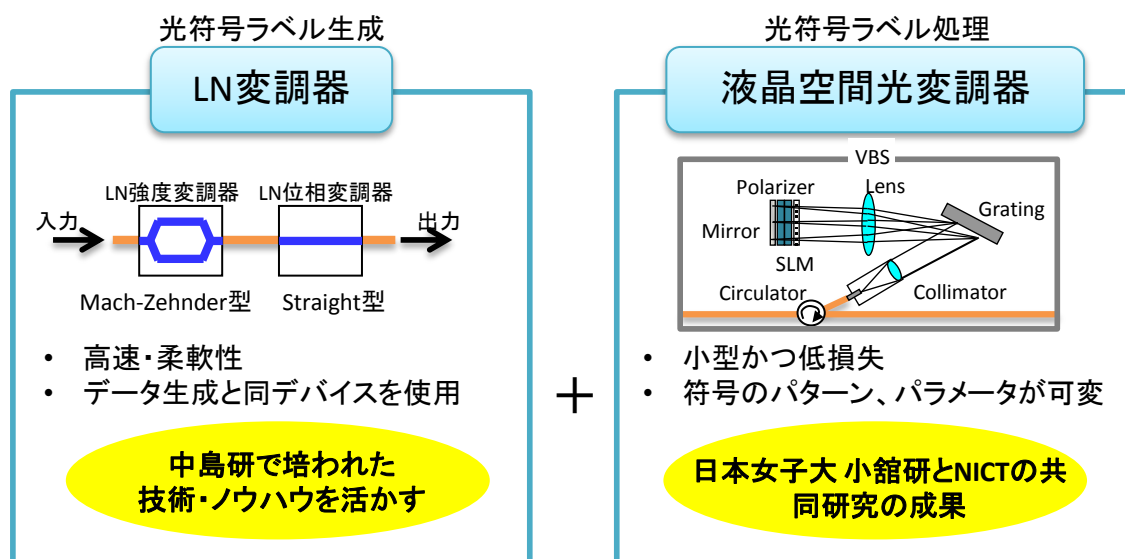 光符号ラベル生成
LN変調器
LN強度変調器
LN位相変調器
入力
出力
Mach-Zehnder型
Straight型
• 高速・柔軟性
• データ生成と同デバイスを使用
中島研で培われた
技術・ノウハウを活かす
＋
光符号ラベル処理
液晶空間光変調器
VBS
Polarizer
Lens
Grating
Mirror
SLM
Circulator
Collimator
• 小型かつ低損失
• 符号のパターン、パラメータが可変
日本女子大 小舘研とNICTの共
同研究の成果